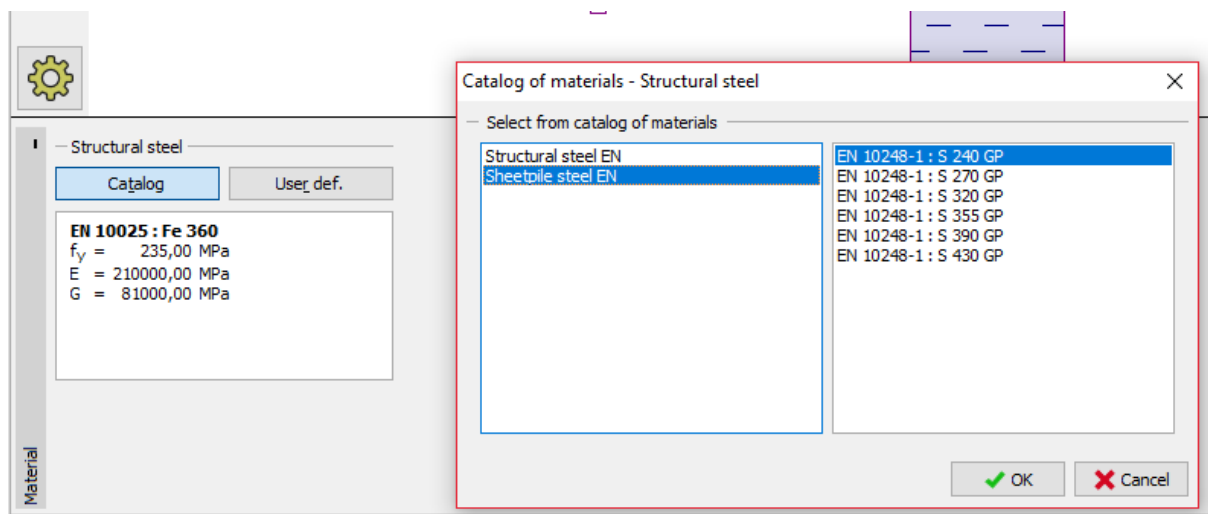 Catalog of materials - Structural steel
Select from catalog of materials
Structural steel EN
Sheetpile steel EN
EN 10248-1 : S 240 GP
EN 10248-1 : S 270 GP
EN 10248-1 : S 320 GP
EN 10248-1 : S 355 GP
EN 10248-1 : S 390 GP
EN 10248-1 : S 430 GP
OK
Cancel
Structural steel
Catalog
User def.
EN 10025 : Fe 360
fy = 235,00 MPa
E = 210000,00 MPa
G = 81000,00 MPa
Material